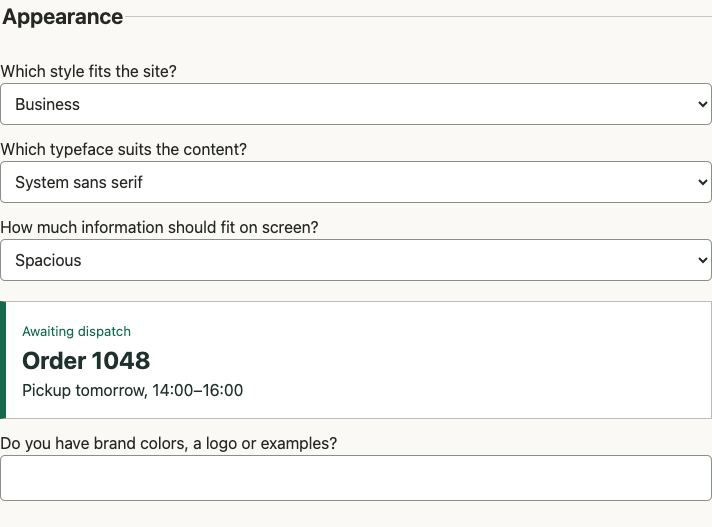 Appearance
Which style fits the site?
Business
Which typeface suits the content?
System sans serif
How much information should fit on screen?
Spacious
Awaiting dispatch
Order 1048
Pickup tomorrow, 14:00–16:00
Do you have brand colors, a logo or examples?